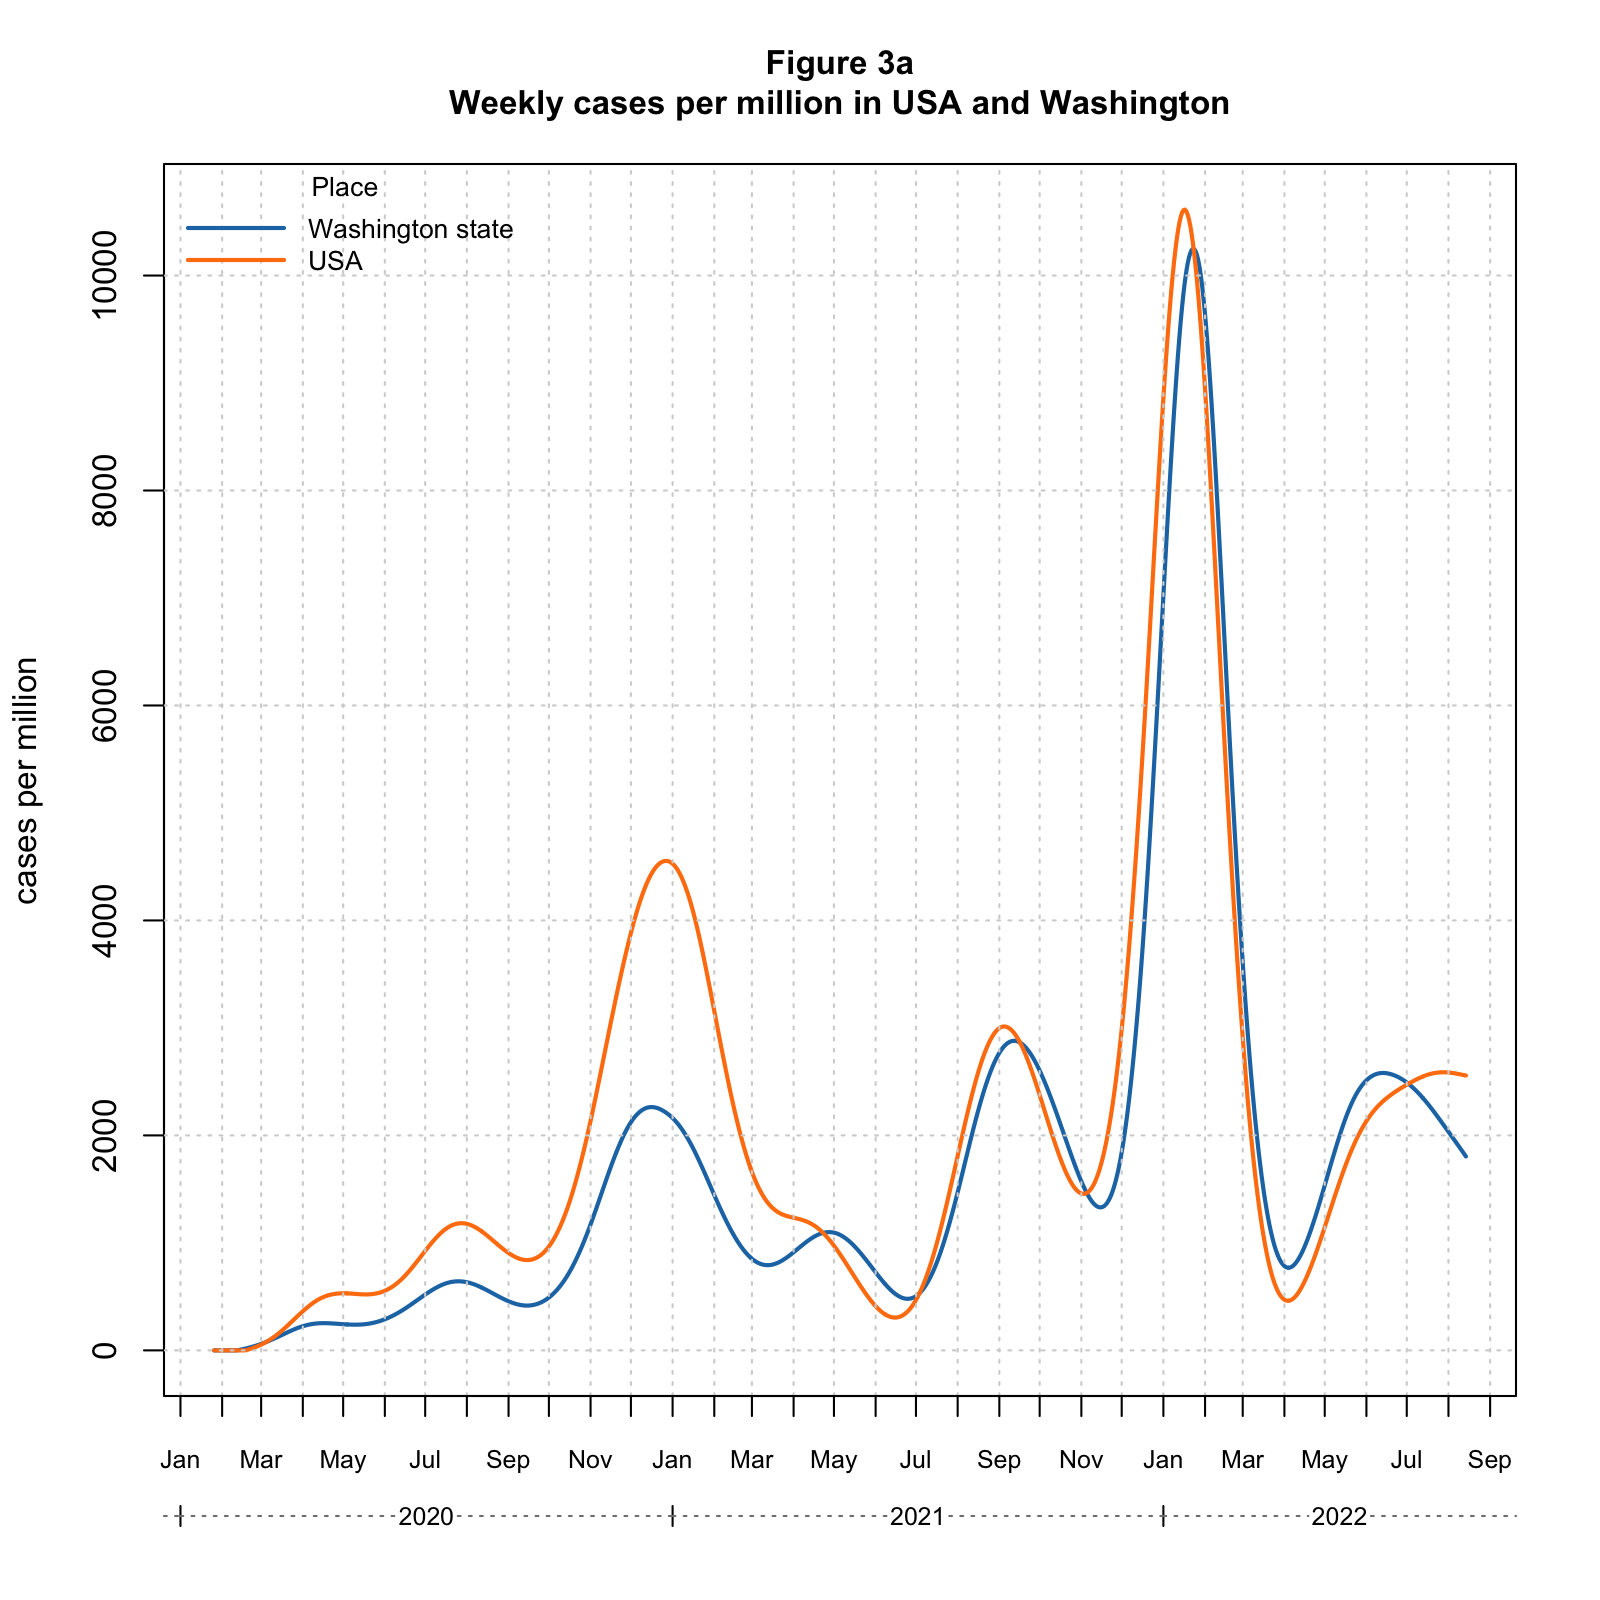 Figure 3a
Weekly cases per million in USA and Washington
Place
Washington state
USA
cases per million
10000
8000
6000
4000
2000
0
Jan Mar May Jul Sep Nov Jan Mar May Jul Sep Nov Jan Mar May Jul Sep
2020 2021 2022